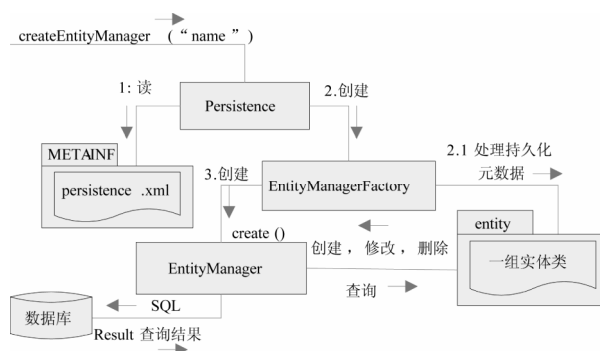 createEntityManager （“ name ”）
1: 读
Persistence
2.创建
METAINF
persistence .xml
3.创建
EntityManagerFactory
2.1 处理持久化
元数据
create ()
entity
创建 ，修改 ，删除
EntityManager
一组实体类
查询
SQL
数据库
Result 查询结果